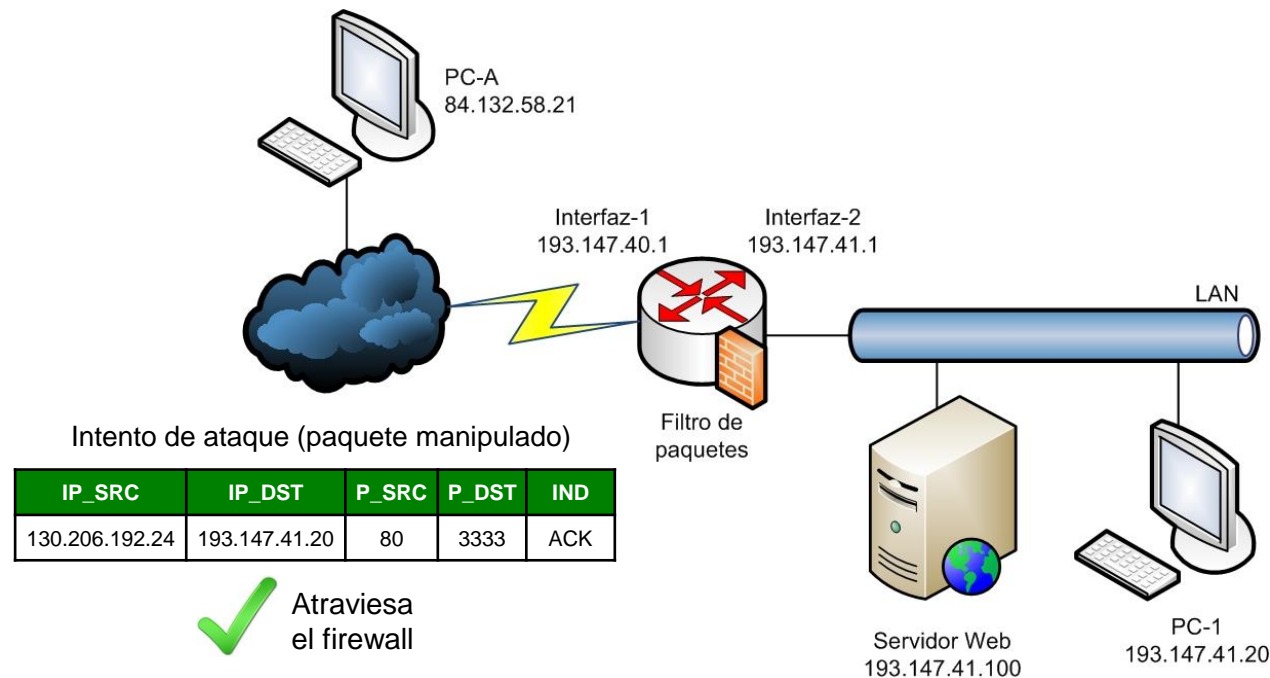 PC-A
84.132.58.21
Interfaz-1
193.147.40.1
Interfaz-2
193.147.41.1
LAN
Filtro de
paquetes
Intento de ataque (paquete manipulado)
IP_SRC IP_DST P_SRC P_DST IND
130.206.192.24 193.147.41.20 80 3333 ACK
Atraviesa
el firewall
Servidor Web
193.147.41.100
PC-1
193.147.41.20